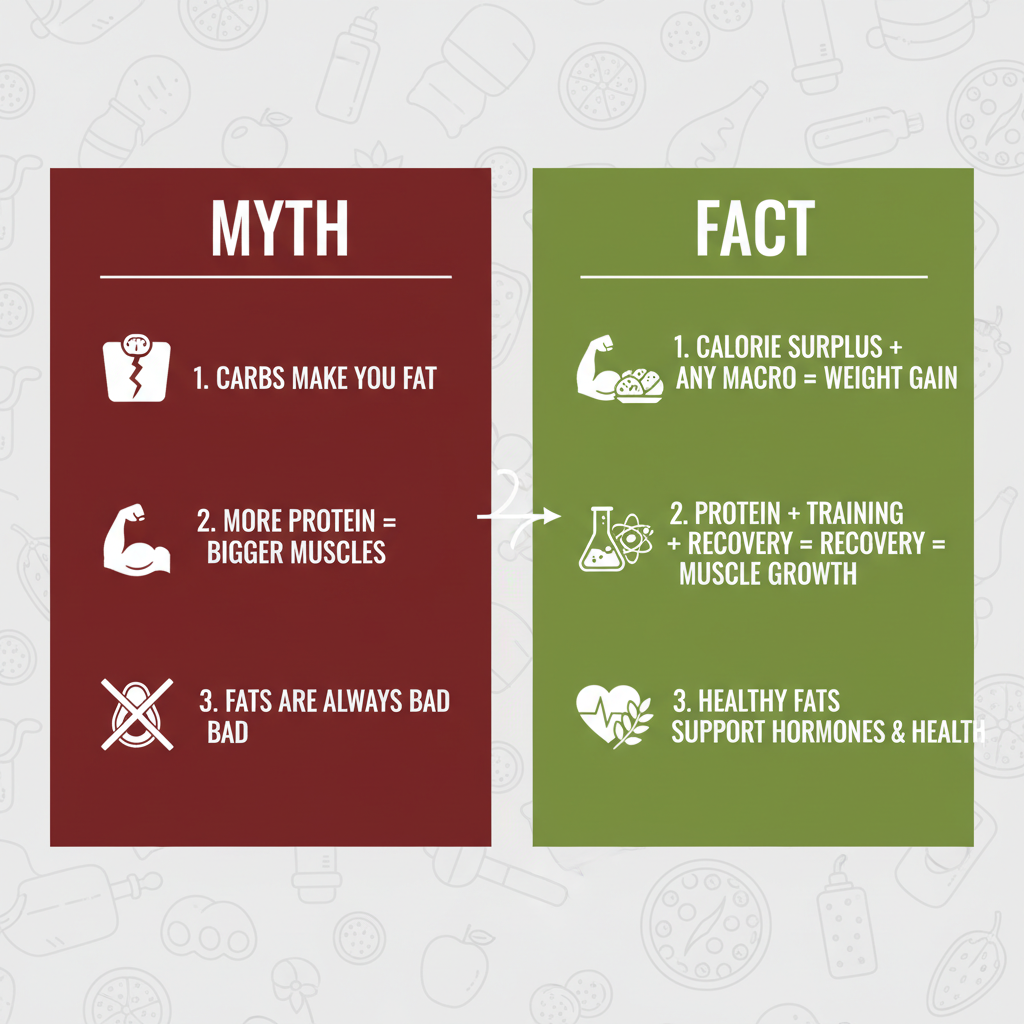 MYTH
1. CARBS MAKE YOU FAT
2. MORE PROTEIN =
BIGGER MUSCLES
3. FATS ARE ALWAYS BAD
BAD
FACT
1. CALORIE SURPLUS +
ANY MACRO = WEIGHT GAIN
2. PROTEIN + TRAINING
+ RECOVERY = RECOVERY =
MUSCLE GROWTH
3. HEALTHY FATS
SUPPORT HORMONES & HEALTH